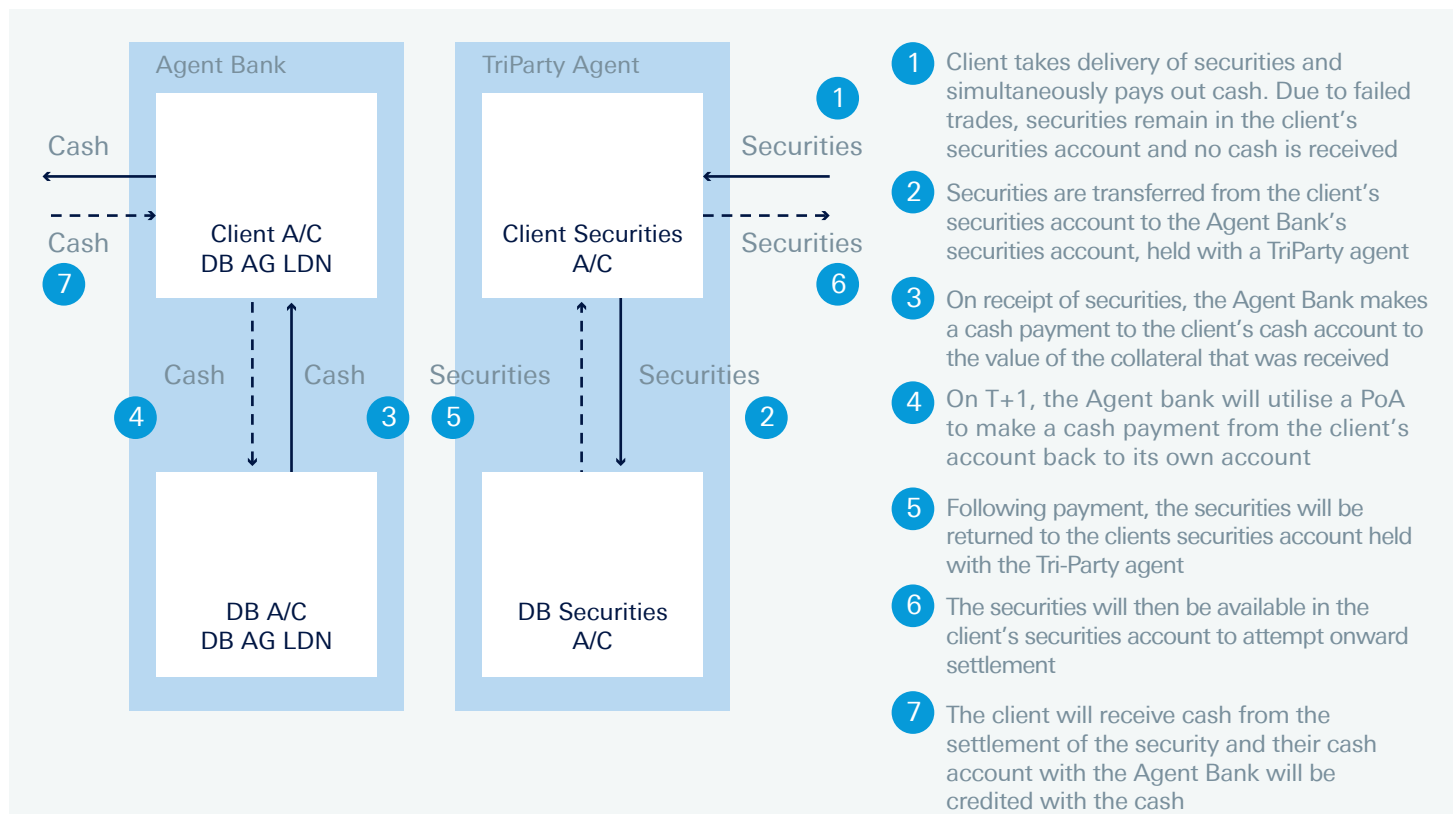 Agent Bank
TriParty Agent
1
Cash
Securities
Cash
Securities
7
6
Client A/C
DB AG LDN
Client Securities
A/C
Cash
Cash
Securities
Securities
4
3
5
2
DB A/C
DB AG LDN
DB Securities
A/C
1
Client takes delivery of securities and
simultaneously pays out cash. Due to failed
trades, securities remain in the client's
securities account and no cash is received
2
Securities are transferred from the client's
securities account to the Agent Bank's
securities account, held with a TriParty agent
3
On receipt of securities, the Agent Bank makes
a cash payment to the client's cash account to
the value of the collateral that was received
4
On T+1, the Agent bank will utilise a PoA
to make a cash payment from the client's
account back to its own account
5
Following payment, the securities will be
returned to the clients securities account held
with the Tri-Party agent
6
The securities will then be available in the
client's securities account to attempt onward
settlement
7
The client will receive cash from the
settlement of the security and their cash
account with the Agent Bank will be
credited with the cash